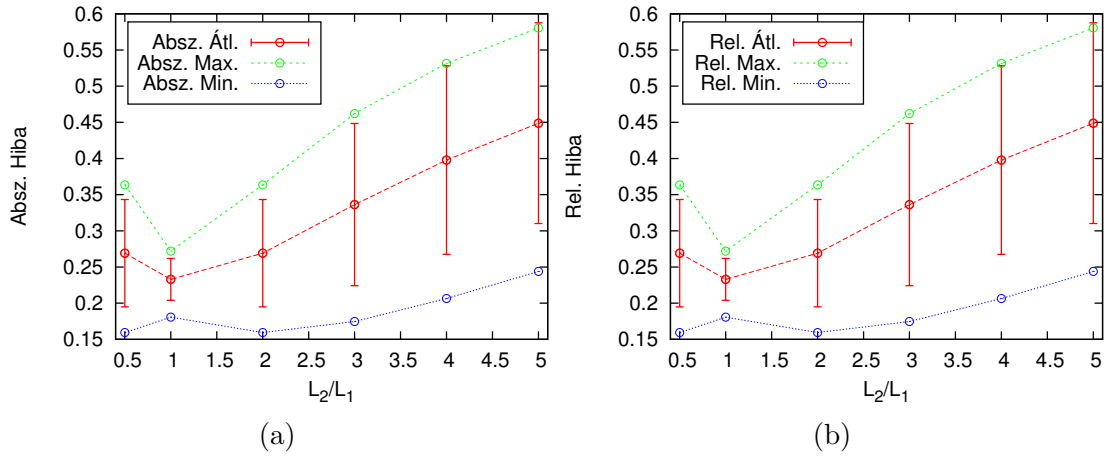 0.6
0.55
0.5
0.45
0.4
0.35
0.3
0.25
0.2
0.15
0.5 1 1.5 2 2.5 3 3.5 4 4.5 5
Absz. Hiba
L2/L1
Absz. Átl.
Absz. Max.
Absz. Min.
(a)
0.6
0.55
0.5
0.45
0.4
0.35
0.3
0.25
0.2
0.15
0.5 1 1.5 2 2.5 3 3.5 4 4.5 5
Rel. Hiba
L2/L1
Rel. Átl.
Rel. Max.
Rel. Min.
(b)